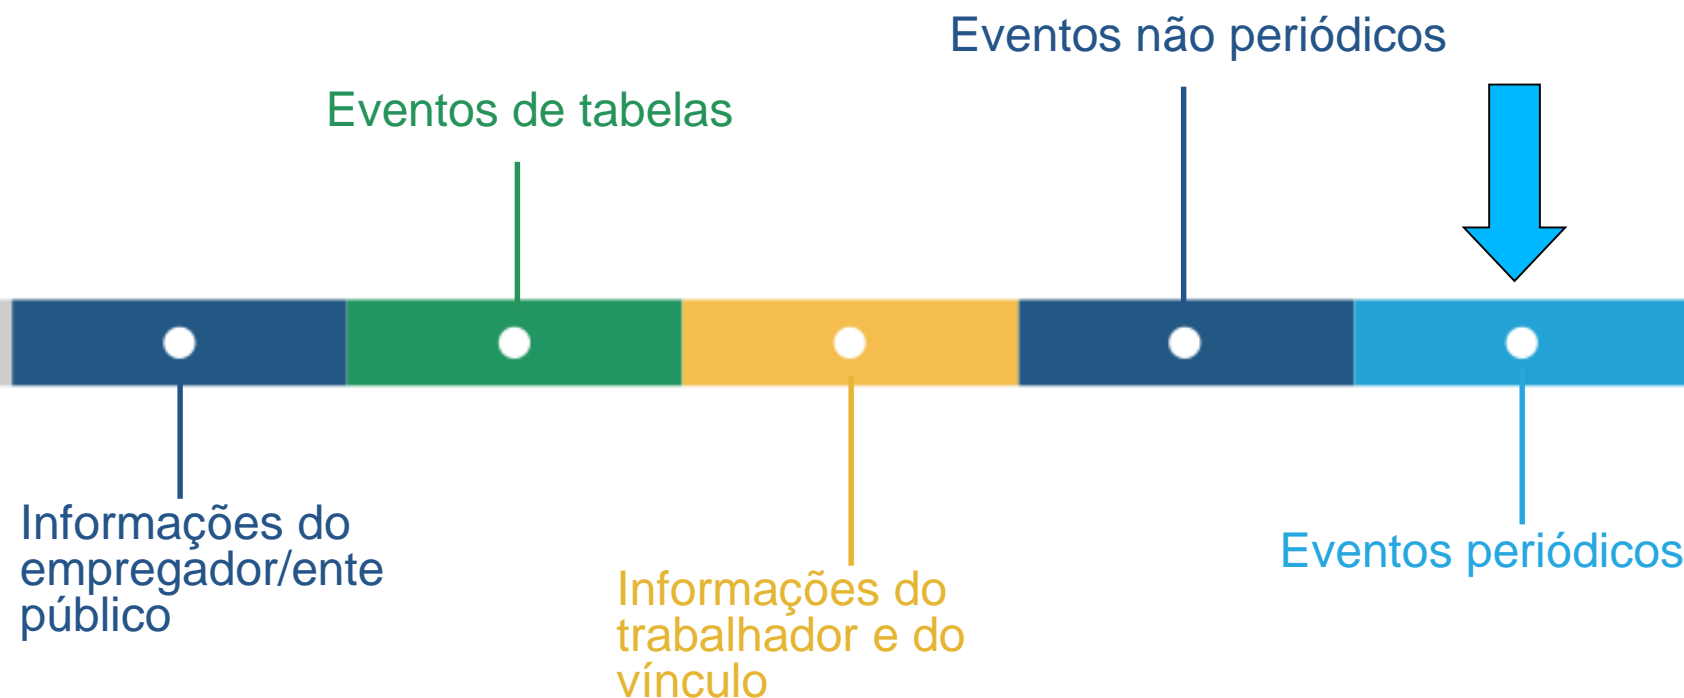 Eventos não periódicos
Eventos de tabelas
Informações do
empregador/ente
público
Informações do
trabalhador e do
vínculo
Eventos periódicos